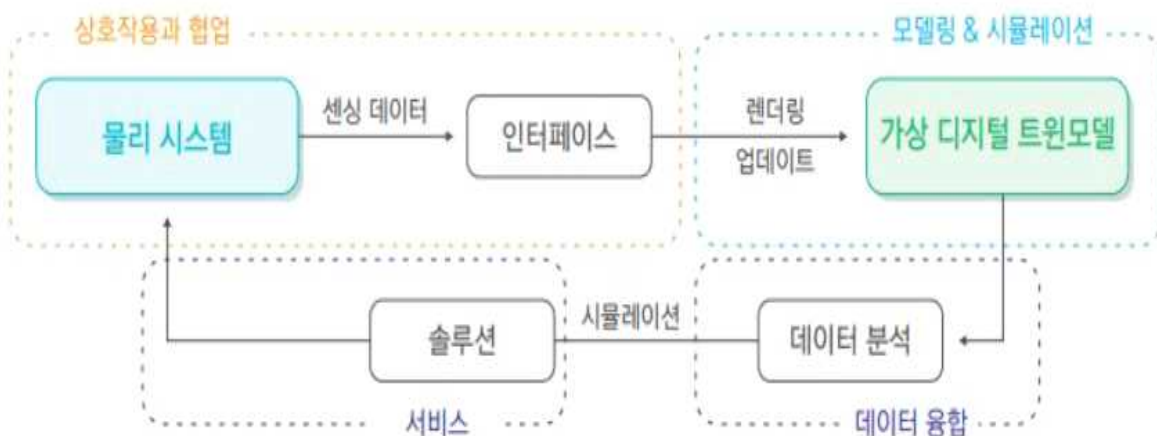 상호작용과 협업
모델링 & 시뮬레이션
물리 시스템
센싱 데이터
인터페이스
렌더링
업데이트
가상 디지털 트윈모델
솔루션
시뮬레이션
데이터 분석
서비스
데이터 융합